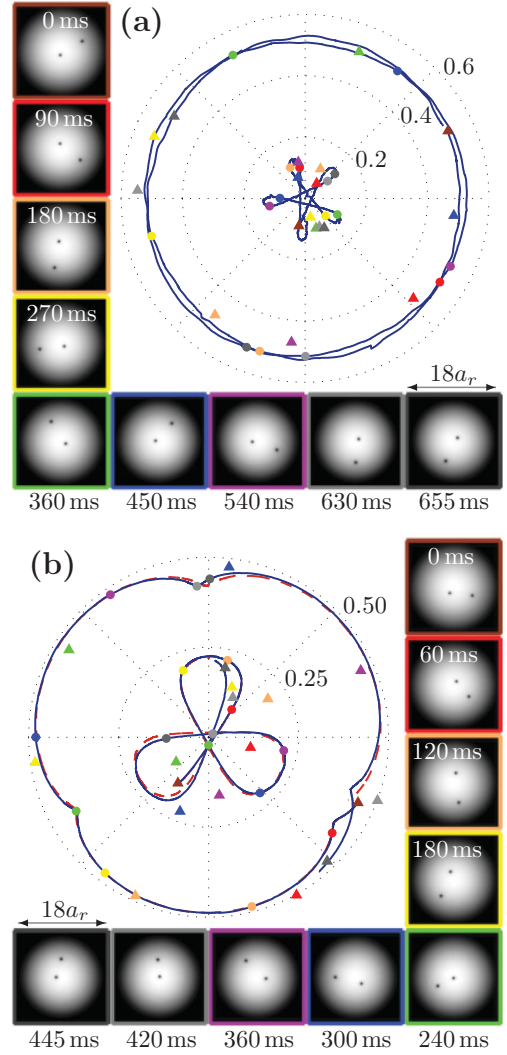 (a)
0 ms
90 ms
180 ms
270 ms
0.6
0.4
0.2
18a_r
360 ms
450 ms
540 ms
630 ms
655 ms
(b)
0.50
0.25
0 ms
60 ms
120 ms
180 ms
18a_r
445 ms
420 ms
360 ms
300 ms
240 ms